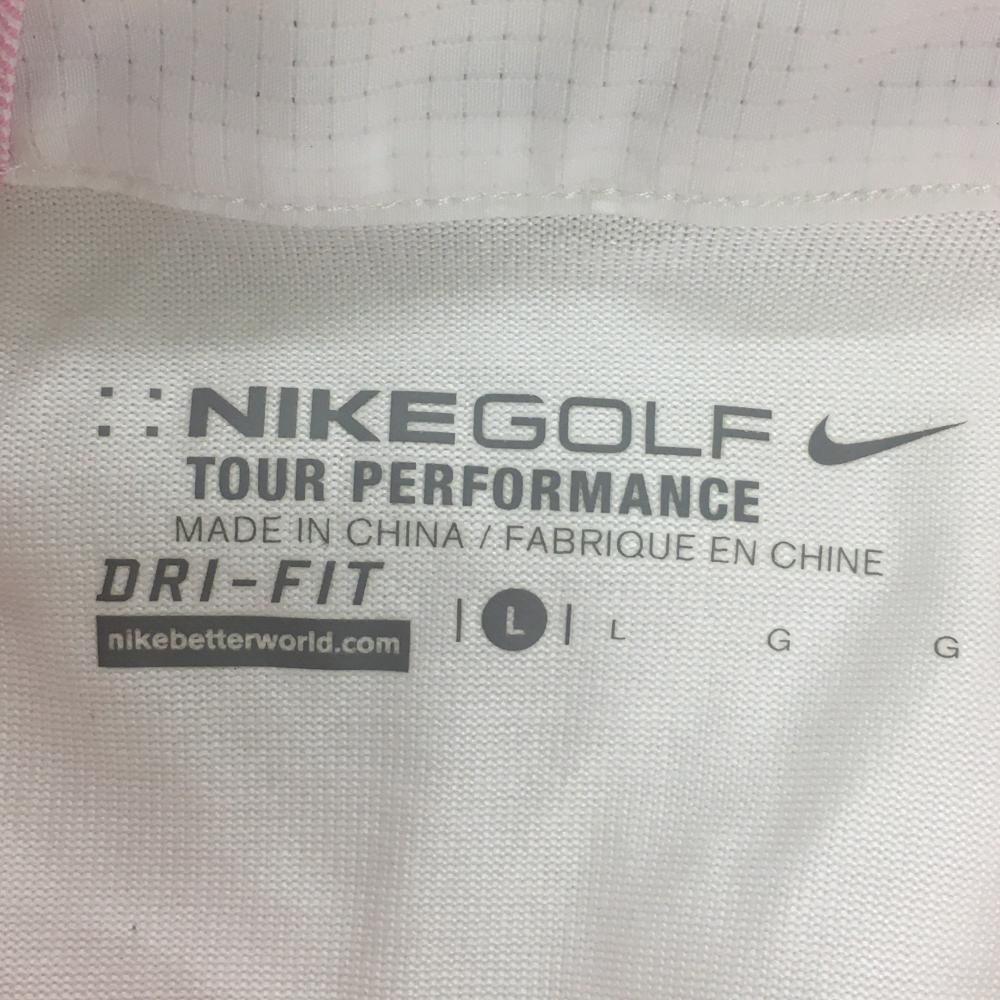 NIKEGOLF
TOUR PERFORMANCE
MADE IN CHINA / FABRIQUE EN CHINE
DRI-FIT
nikebetterworld.com
| L | L G G